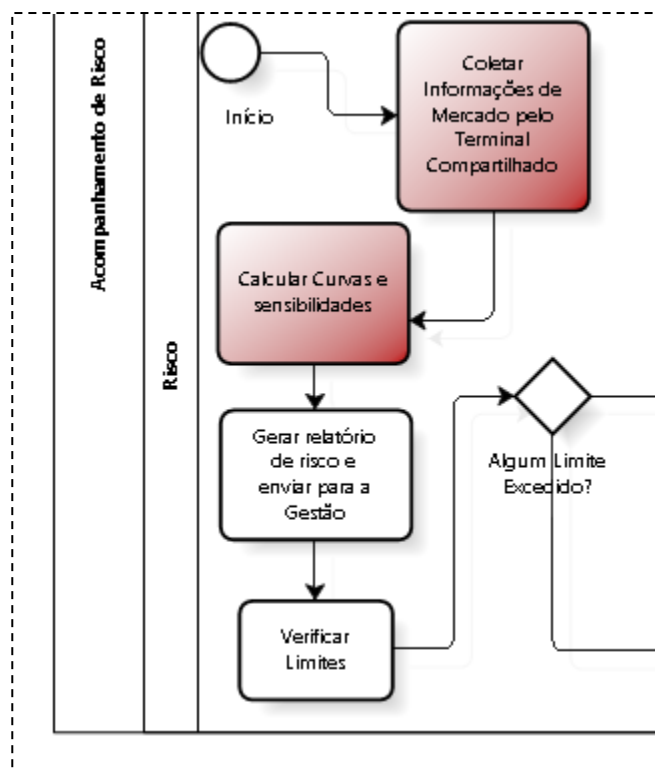 Acompanhamento de Risco
Risco
Início
Coletar
Informações de
Mercado pelo
Terminal
Compartilhado
Calcular Curvas e
sensibilidades
Gerar relatório
de risco e
enviar para a
Gestão
Verificar
Limites
Algum Limite
Excedido?